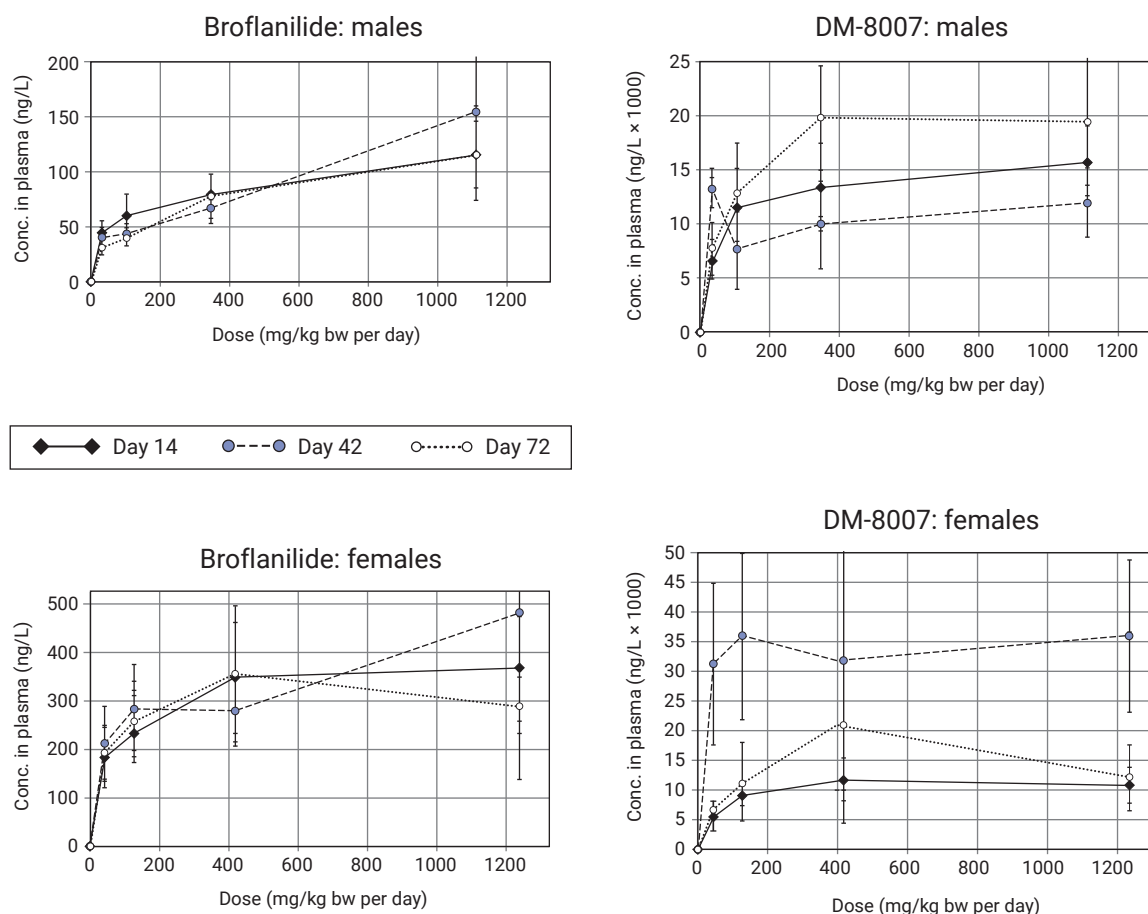 Broflanilide: males
Conc. in plasma (ng/L)
200
150
100
50
0
0 200 400 600 800 1000 1200
Dose (mg/kg bw per day)
DM-8007: males
Conc. in plasma (ng/L × 1000)
25
20
15
10
5
0
0 200 400 600 800 1000 1200
Dose (mg/kg bw per day)
Day 14 Day 42 Day 72
Broflanilide: females
Conc. in plasma (ng/L)
500
400
300
200
100
0
0 200 400 600 800 1000 1200
Dose (mg/kg bw per day)
DM-8007: females
Conc. in plasma (ng/L × 1000)
50
45
40
35
30
25
20
15
10
5
0
0 200 400 600 800 1000 1200
Dose (mg/kg bw per day)